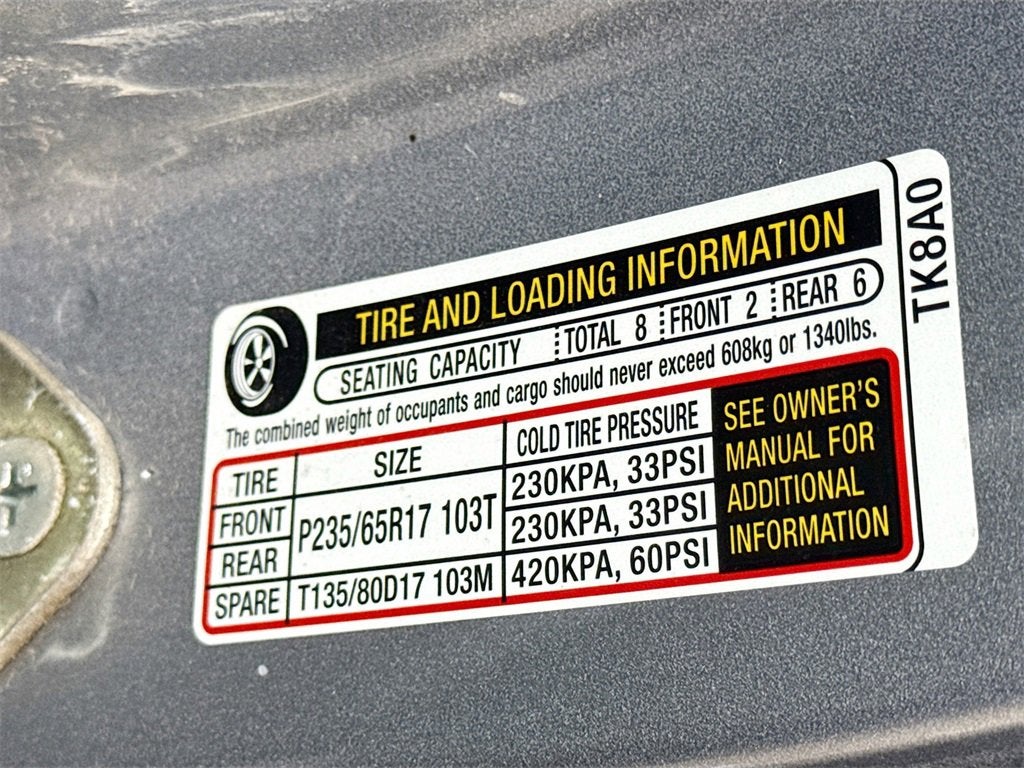 TIRE AND LOADING INFORMATION
SEATING CAPACITY TOTAL 8 FRONT 2 REAR 6
The combined weight of occupants and cargo should never exceed 608kg or 1340lbs.
TIRE SIZE COLD TIRE PRESSURE
FRONT P235/65R17 103T 230KPA, 33PSI
REAR 230KPA, 33PSI
SPARE T135/80D17 103M 420KPA, 60PSI
SEE OWNER'S
MANUAL FOR
ADDITIONAL
INFORMATION
TK8A0